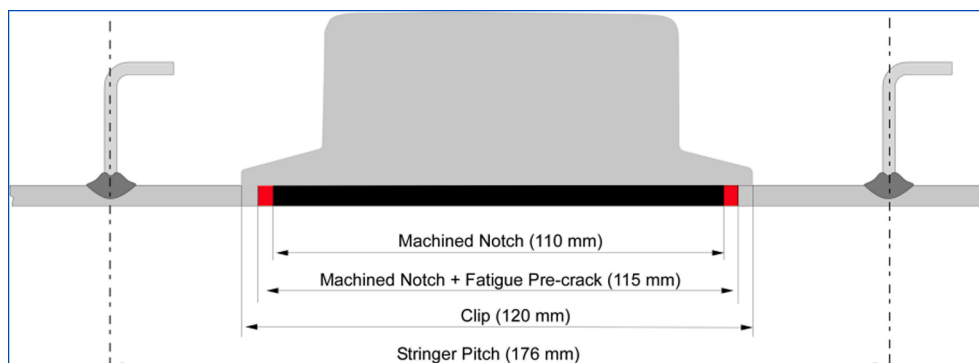 Machined Notch (110 mm)
Machined Notch + Fatigue Pre-crack (115 mm)
Clip (120 mm)
Stringer Pitch (176 mm)